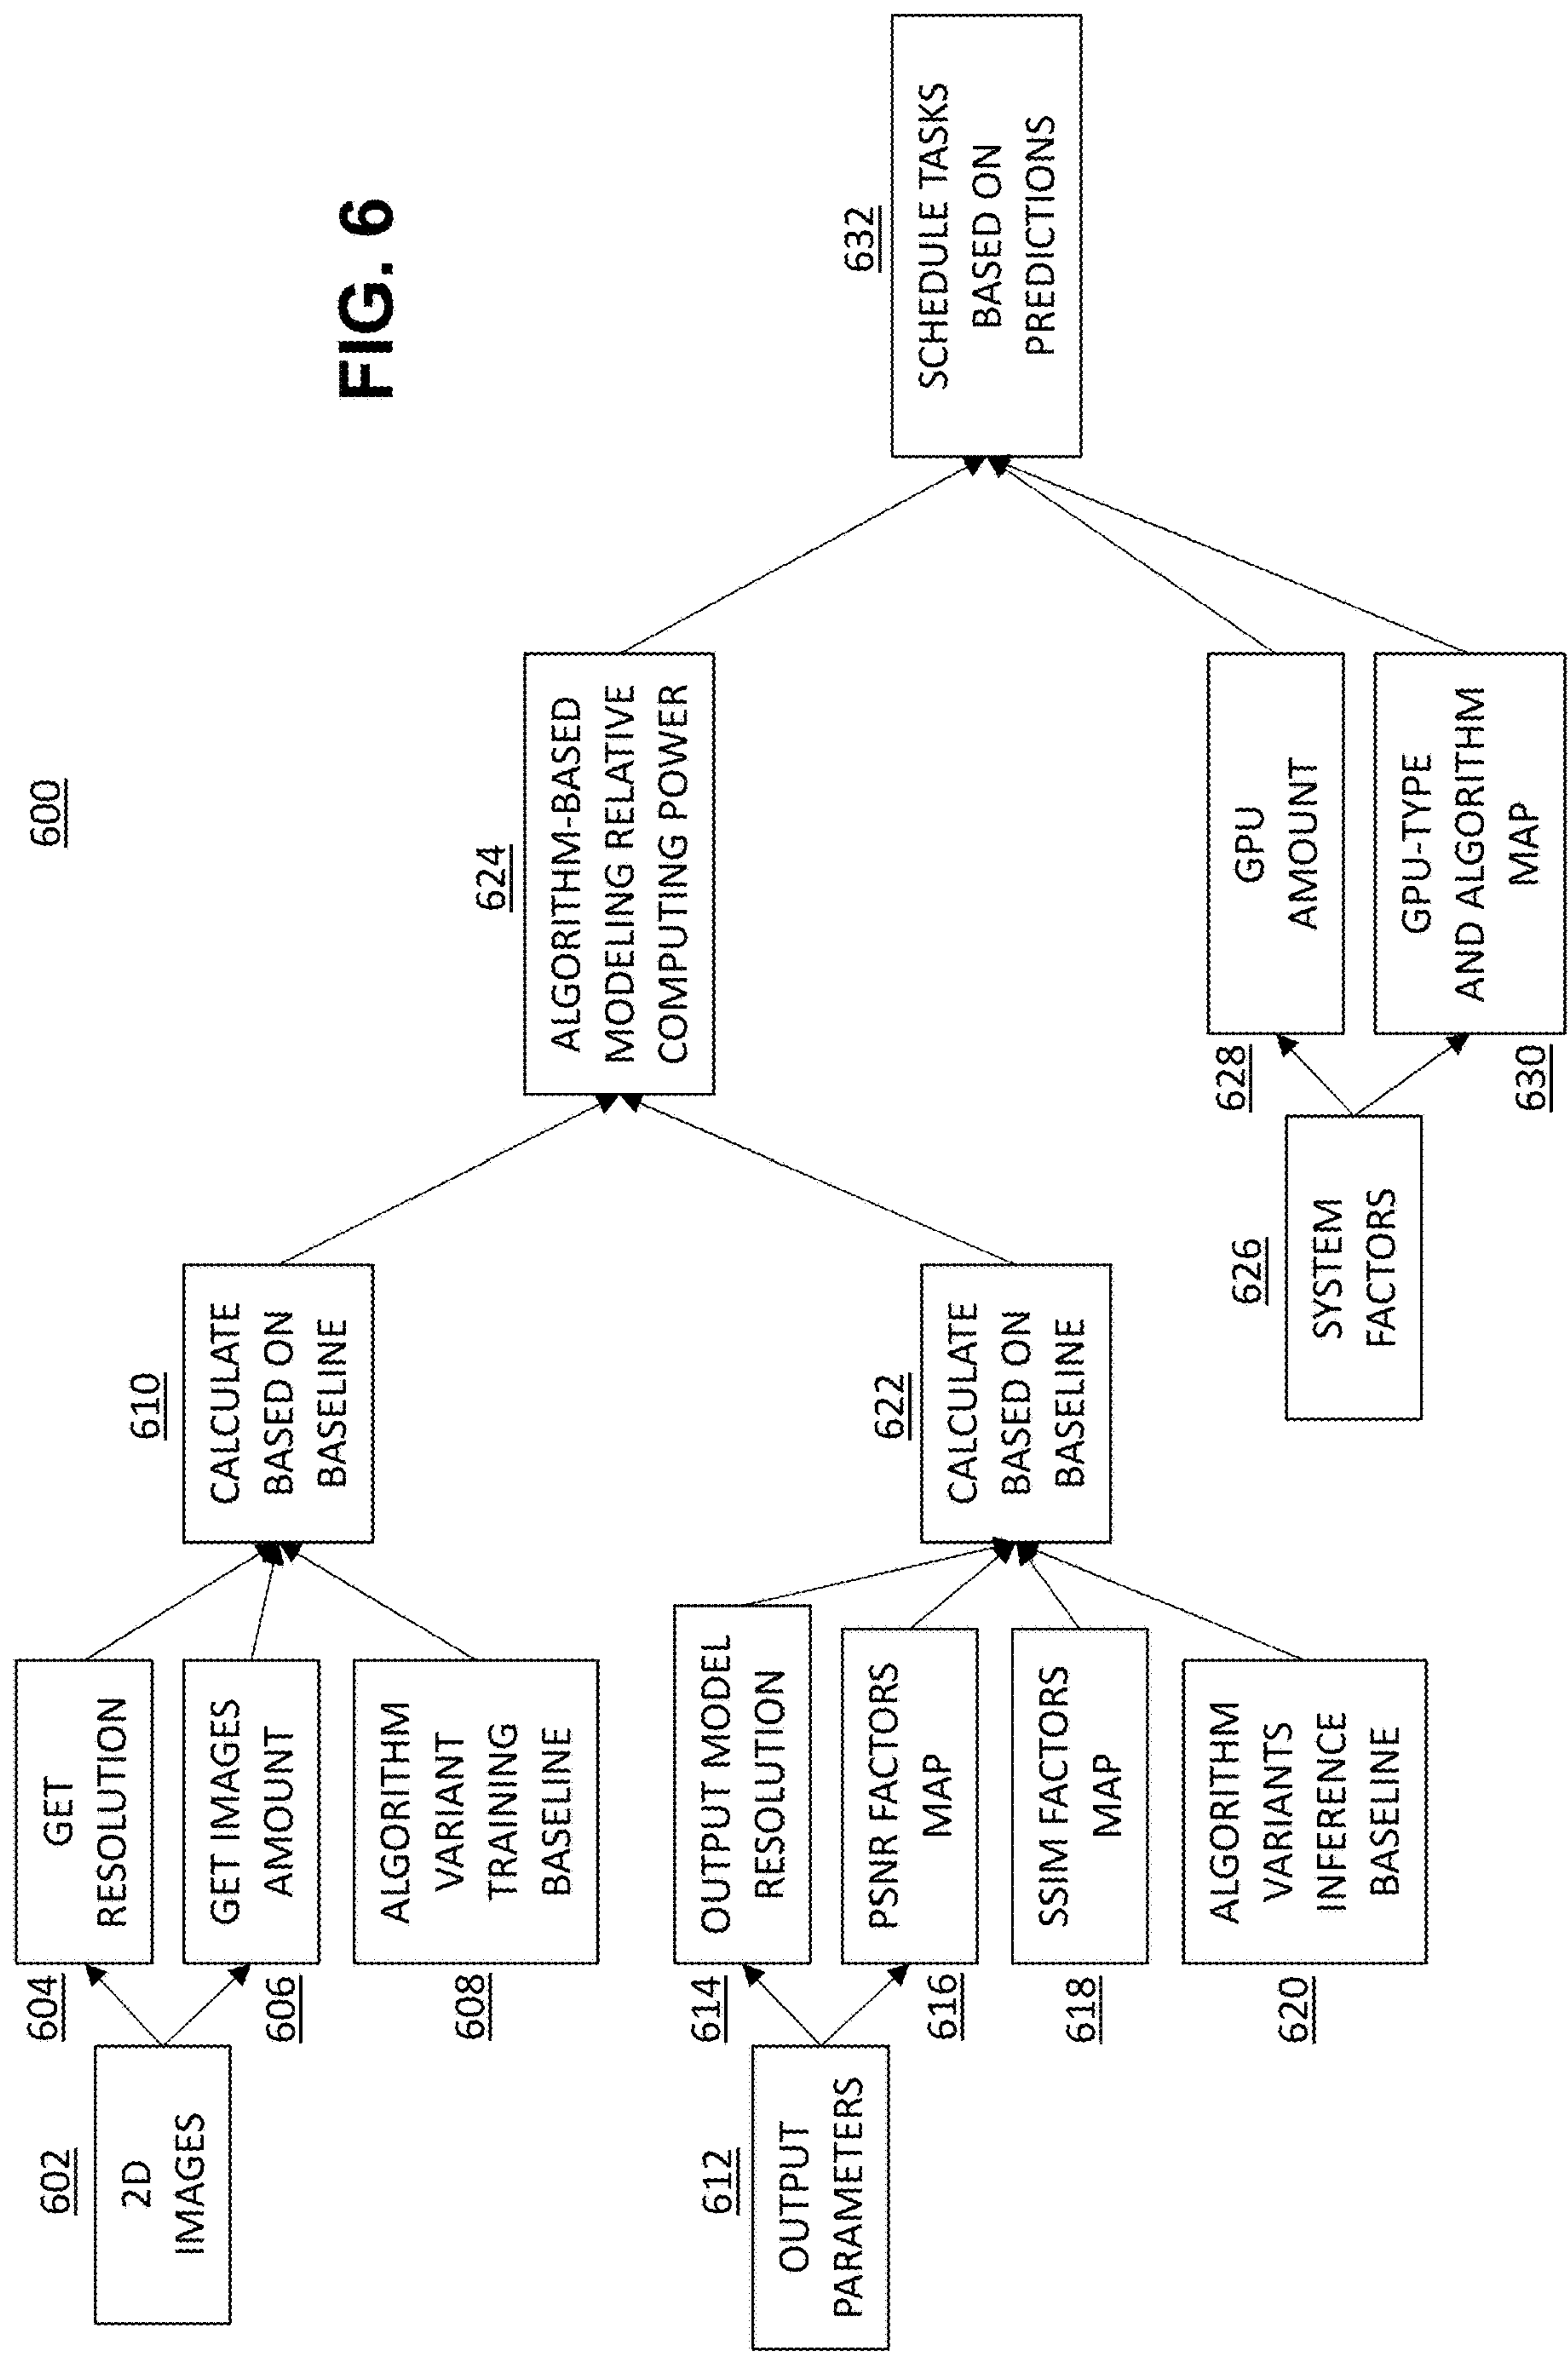 600
FIG. 6
602
2D
IMAGES
604
GET
RESOLUTION
606
GET IMAGES
AMOUNT
608
ALGORITHM
VARIANT
TRAINING
BASELINE
610
CALCULATE
BASED ON
BASELINE
612
OUTPUT
PARAMETERS
614
OUTPUT MODEL
RESOLUTION
616
PSNR FACTORS
MAP
618
SSIM FACTORS
MAP
620
ALGORITHM
VARIANTS
INFERENCE
BASELINE
622
CALCULATE
BASED ON
BASELINE
624
ALGORITHM-BASED
MODELING RELATIVE
COMPUTING POWER
626
SYSTEM
FACTORS
628
GPU
AMOUNT
630
GPU-TYPE
AND ALGORITHM
MAP
632
SCHEDULE TASKS
BASED ON
PREDICTIONS